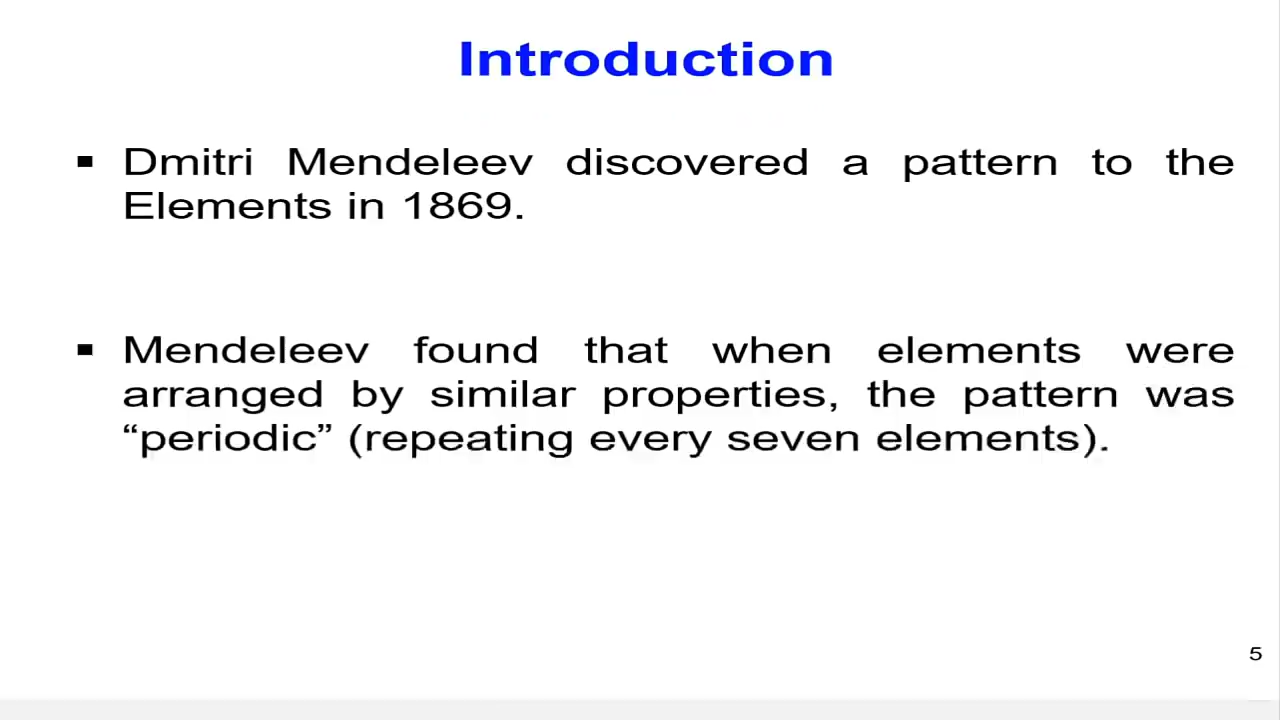 Introduction
▪ Dmitri Mendeleev discovered a pattern to the
Elements in 1869.
▪ Mendeleev found that when elements were
arranged by similar properties, the pattern was
“periodic” (repeating every seven elements).
5